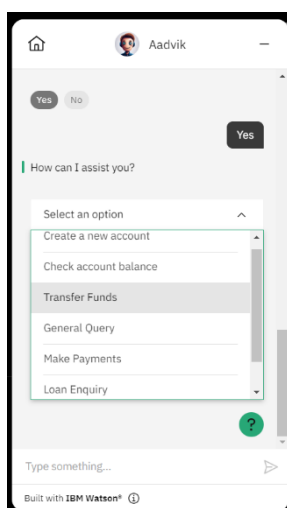 Aadvik
Yes No
Yes
How can I assist you?
Select an option
Create a new account
Check account balance
Transfer Funds
General Query
Make Payments
Loan Enquiry
?
Type something...
Built with IBM Watson®